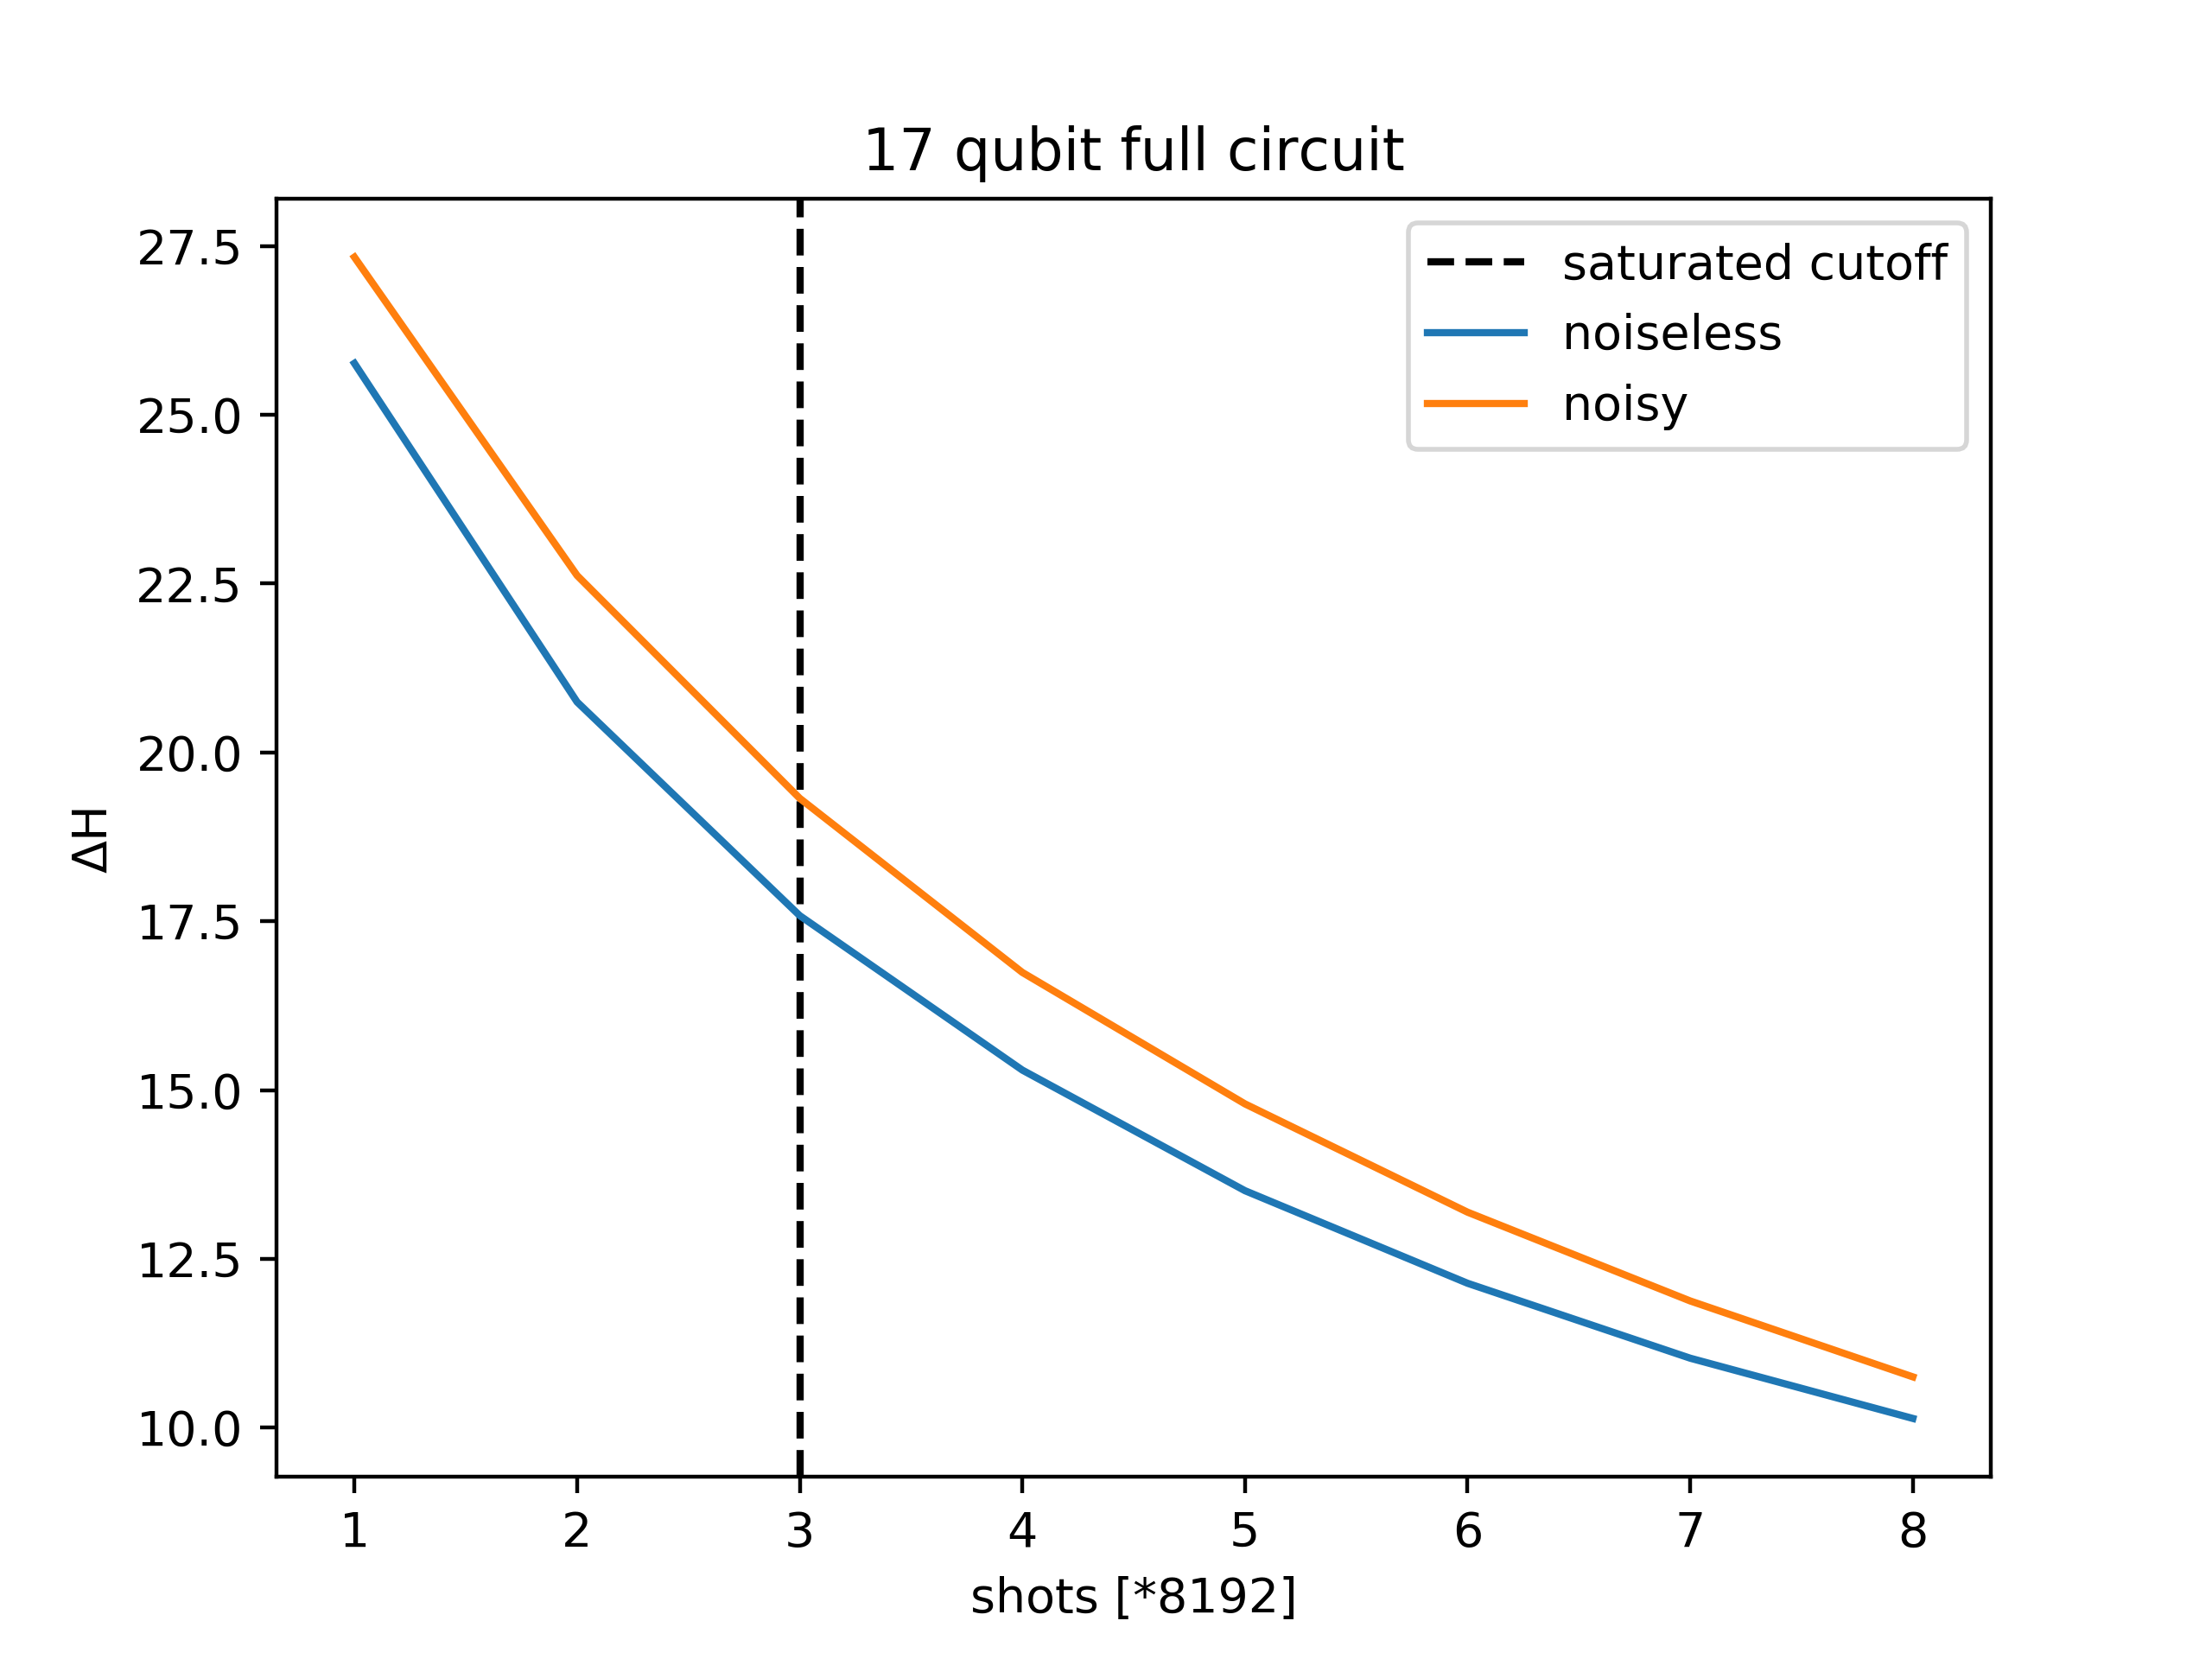 17 qubit full circuit
saturated cutoff
noiseless
noisy
27.5
25.0
22.5
20.0
17.5
15.0
12.5
10.0
ΔH
1 2 3 4 5 6 7 8
shots [*8192]